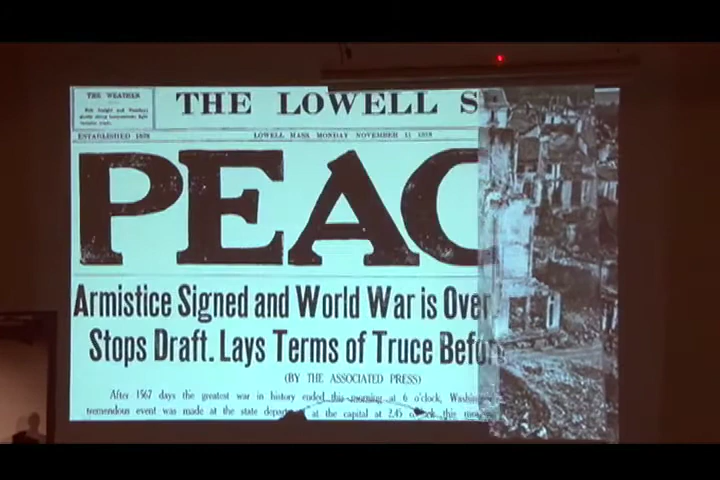 THE WEATHER
THE LOWELL S
ESTABLISHED 1878
LOWELL MASS MONDAY NOVEMBER 11 1918
PEAC
Armistice Signed and World War is Over
Stops Draft. Lays Terms of Truce Befo
(BY THE ASSOCIATED PRESS)
After 1567 days the greatest war in history ended this morning at 6 o'clock, Washin
tremendous event was made at the state depar at the capital at 2.45 this